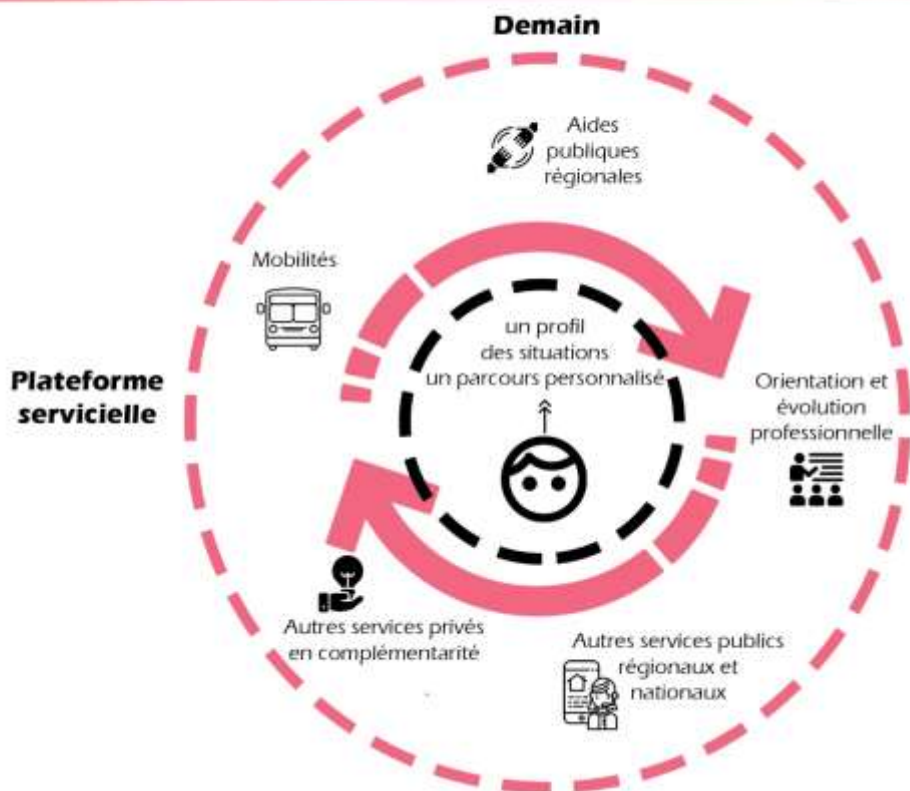 Demain
Aides
publiques
régionales
Mobilités
un profil
des situations
un parcours personnalisé
Plateforme
servicielle
Orientation et
évolution
professionnelle
Autres services privés
en complémentarité
Autres services publics
régionaux et
nationaux